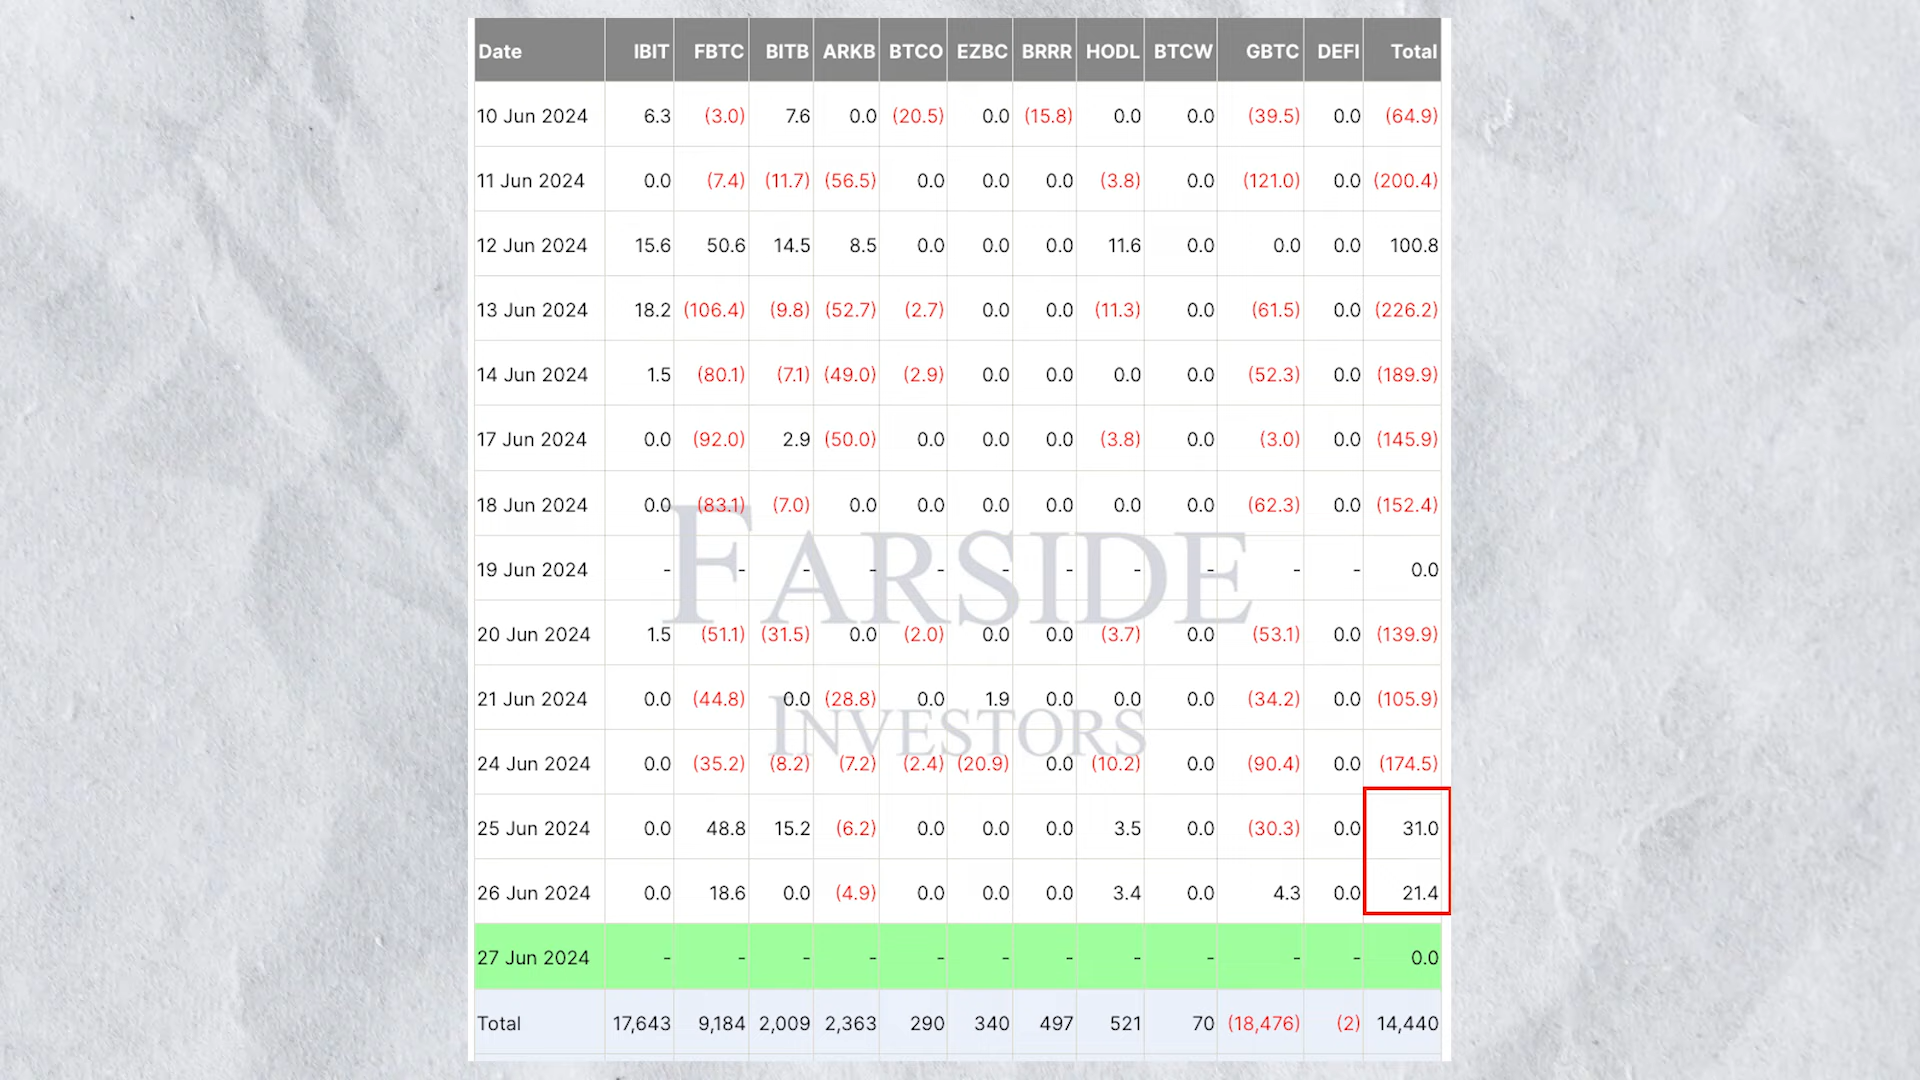 Date IBIT FBTC BITB ARKB BTCO EZBC BRRR HODL BTCW GBTC DEFI Total
10 Jun 2024 6.3 (3.0) 7.6 0.0 (20.5) 0.0 (15.8) 0.0 0.0 (39.5) 0.0 (64.9)
11 Jun 2024 0.0 (7.4) (11.7) (56.5) 0.0 0.0 0.0 (3.8) 0.0 (121.0) 0.0 (200.4)
12 Jun 2024 15.6 50.6 14.5 8.5 0.0 0.0 0.0 11.6 0.0 0.0 0.0 100.8
13 Jun 2024 18.2 (106.4) (9.8) (52.7) (2.7) 0.0 0.0 (11.3) 0.0 (61.5) 0.0 (226.2)
14 Jun 2024 1.5 (80.1) (7.1) (49.0) (2.9) 0.0 0.0 0.0 0.0 (52.3) 0.0 (189.9)
17 Jun 2024 0.0 (92.0) 2.9 (50.0) 0.0 0.0 0.0 (3.8) 0.0 (3.0) 0.0 (145.9)
18 Jun 2024 0.0 (83.1) (7.0) 0.0 0.0 0.0 0.0 0.0 0.0 (62.3) 0.0 (152.4)
19 Jun 2024 - - - - - - - - - - - 0.0
FARSIDE
20 Jun 2024 1.5 (51.1) (31.5) 0.0 (2.0) 0.0 0.0 (3.7) 0.0 (53.1) 0.0 (139.9)
21 Jun 2024 0.0 (44.8) 0.0 (28.8) 0.0 1.9 0.0 0.0 0.0 (34.2) 0.0 (105.9)
INVESTORS
24 Jun 2024 0.0 (35.2) (8.2) (7.2) (2.4) (20.9) 0.0 (10.2) 0.0 (90.4) 0.0 (174.5)
25 Jun 2024 0.0 48.8 15.2 (6.2) 0.0 0.0 0.0 3.5 0.0 (30.3) 0.0 31.0
26 Jun 2024 0.0 18.6 0.0 (4.9) 0.0 0.0 0.0 3.4 0.0 4.3 0.0 21.4
27 Jun 2024 - - - - - - - - - - - 0.0
Total 17,643 9,184 2,009 2,363 290 340 497 521 70 (18,476) (2) 14,440